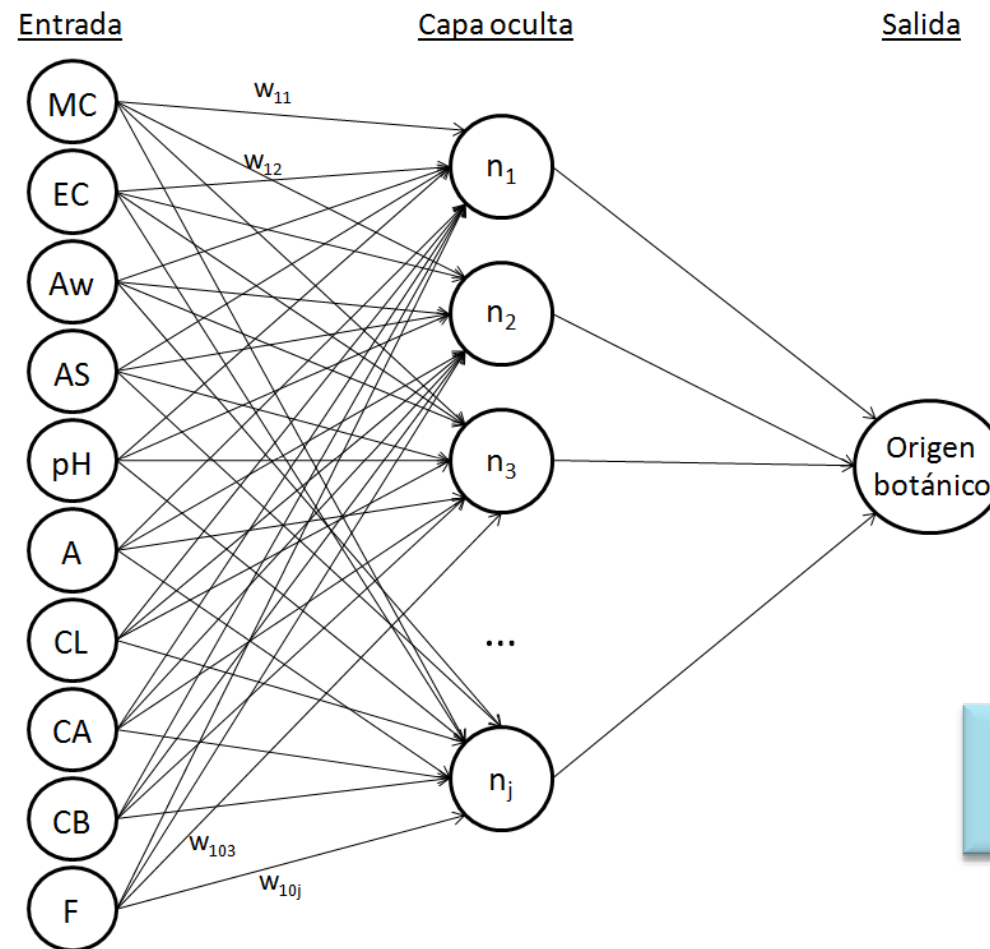 Entrada
Capa oculta
Salida
MC
EC
Aw
AS
pH
A
CL
CA
CB
F
w₁₁
w₁₂
w₁₀₃
w₁₀ⱼ
n₁
n₂
n₃
...
nⱼ
Origen
botánico